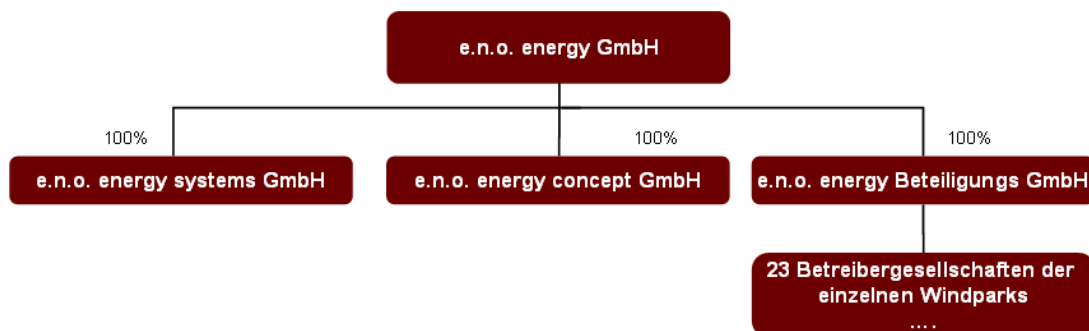 e.n.o. energy GmbH
100%
100%
100%
e.n.o. energy systems GmbH
e.n.o. energy concept GmbH
e.n.o. energy Beteiligungs GmbH
23 Betreibergesellschaften der
einzelnen Windparks
....